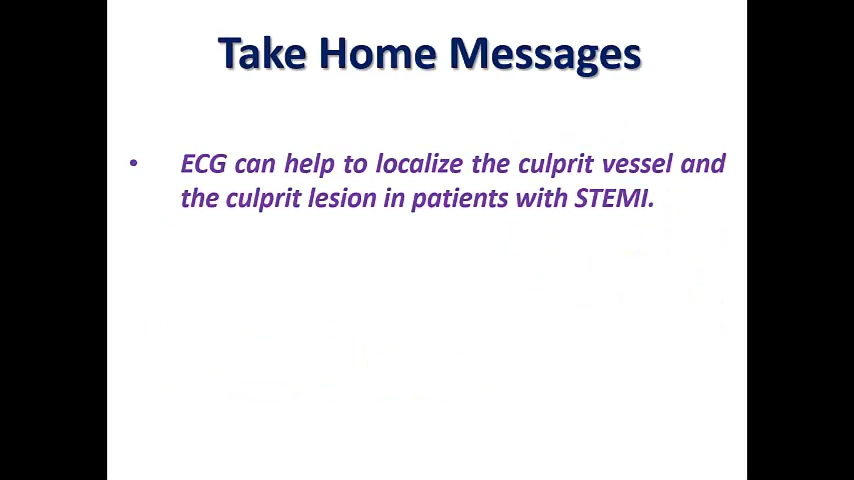 Take Home Messages
• ECG can help to localize the culprit vessel and
the culprit lesion in patients with STEMI.